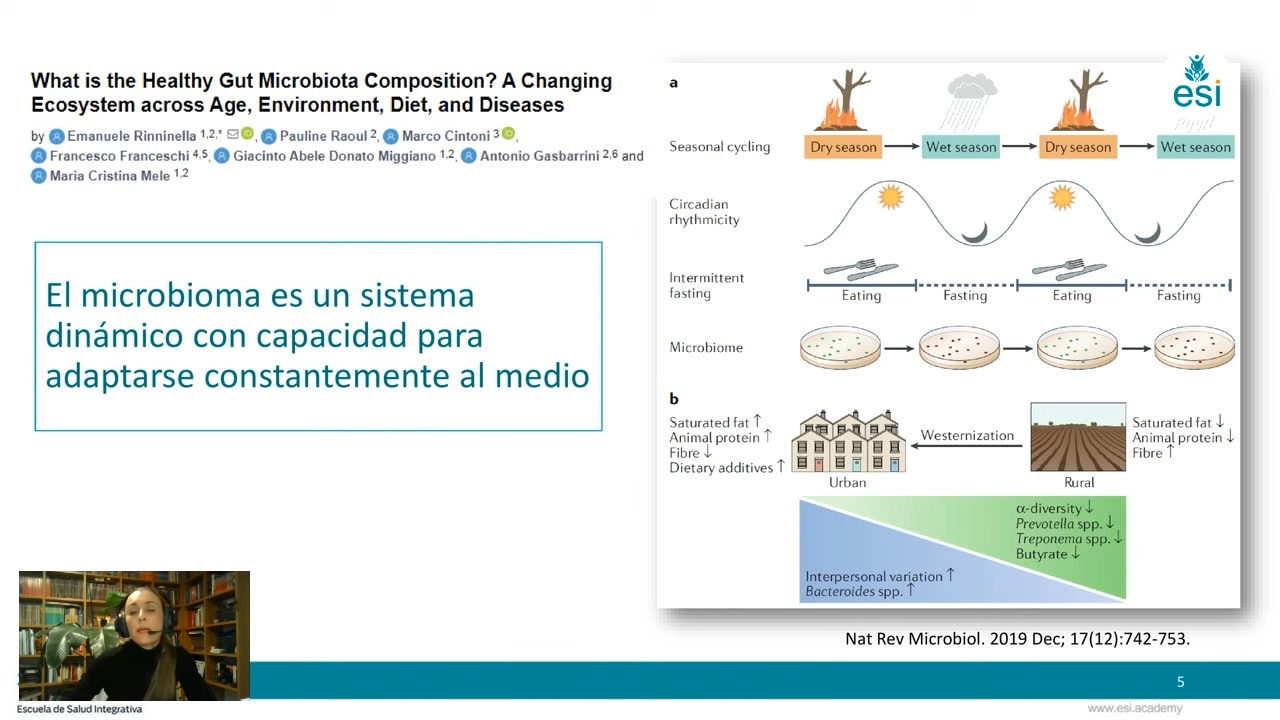 What is the Healthy Gut Microbiota Composition? A Changing
Ecosystem across Age, Environment, Diet, and Diseases
by Emanuele Rinninella 1,2,* , Pauline Raoul 2, Marco Cintoni 3 ,
Francesco Franceschi 4,5, Giacinto Abele Donato Miggiano 1,2, Antonio Gasbarrini 2,6 and
Maria Cristina Mele 1,2
El microbioma es un sistema
dinámico con capacidad para
adaptarse constantemente al medio
esi
a
Seasonal cycling
Dry season
Wet season
Dry season
Wet season
Circadian
rhythmicity
Intermittent
fasting
Eating
Fasting
Eating
Fasting
Microbiome
b
Saturated fat ↑
Animal protein ↑
Fibre ↓
Dietary additives ↑
Urban
Westernization
Rural
Saturated fat ↓
Animal protein ↓
Fibre ↑
α-diversity ↓
Prevotella spp. ↓
Treponema spp. ↓
Butyrate ↓
Interpersonal variation ↑
Bacteroides spp. ↑
Nat Rev Microbiol. 2019 Dec; 17(12):742-753.
5
Escuela de Salud Integrativa
www.esi.academy